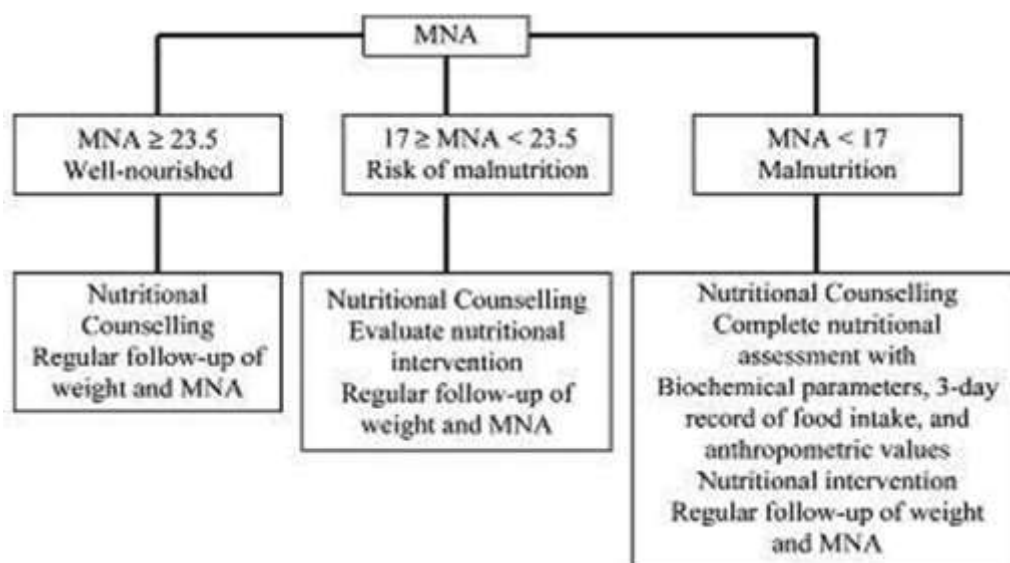 MNA
MNA ≥ 23.5
Well-nourished
17 ≥ MNA < 23.5
Risk of malnutrition
MNA < 17
Malnutrition
Nutritional
Counselling
Regular follow-up of
weight and MNA
Nutritional Counselling
Evaluate nutritional
intervention
Regular follow-up of
weight and MNA
Nutritional Counselling
Complete nutritional
assessment with
Biochemical parameters, 3-day
record of food intake, and
anthropometric values
Nutritional intervention
Regular follow-up of weight
and MNA